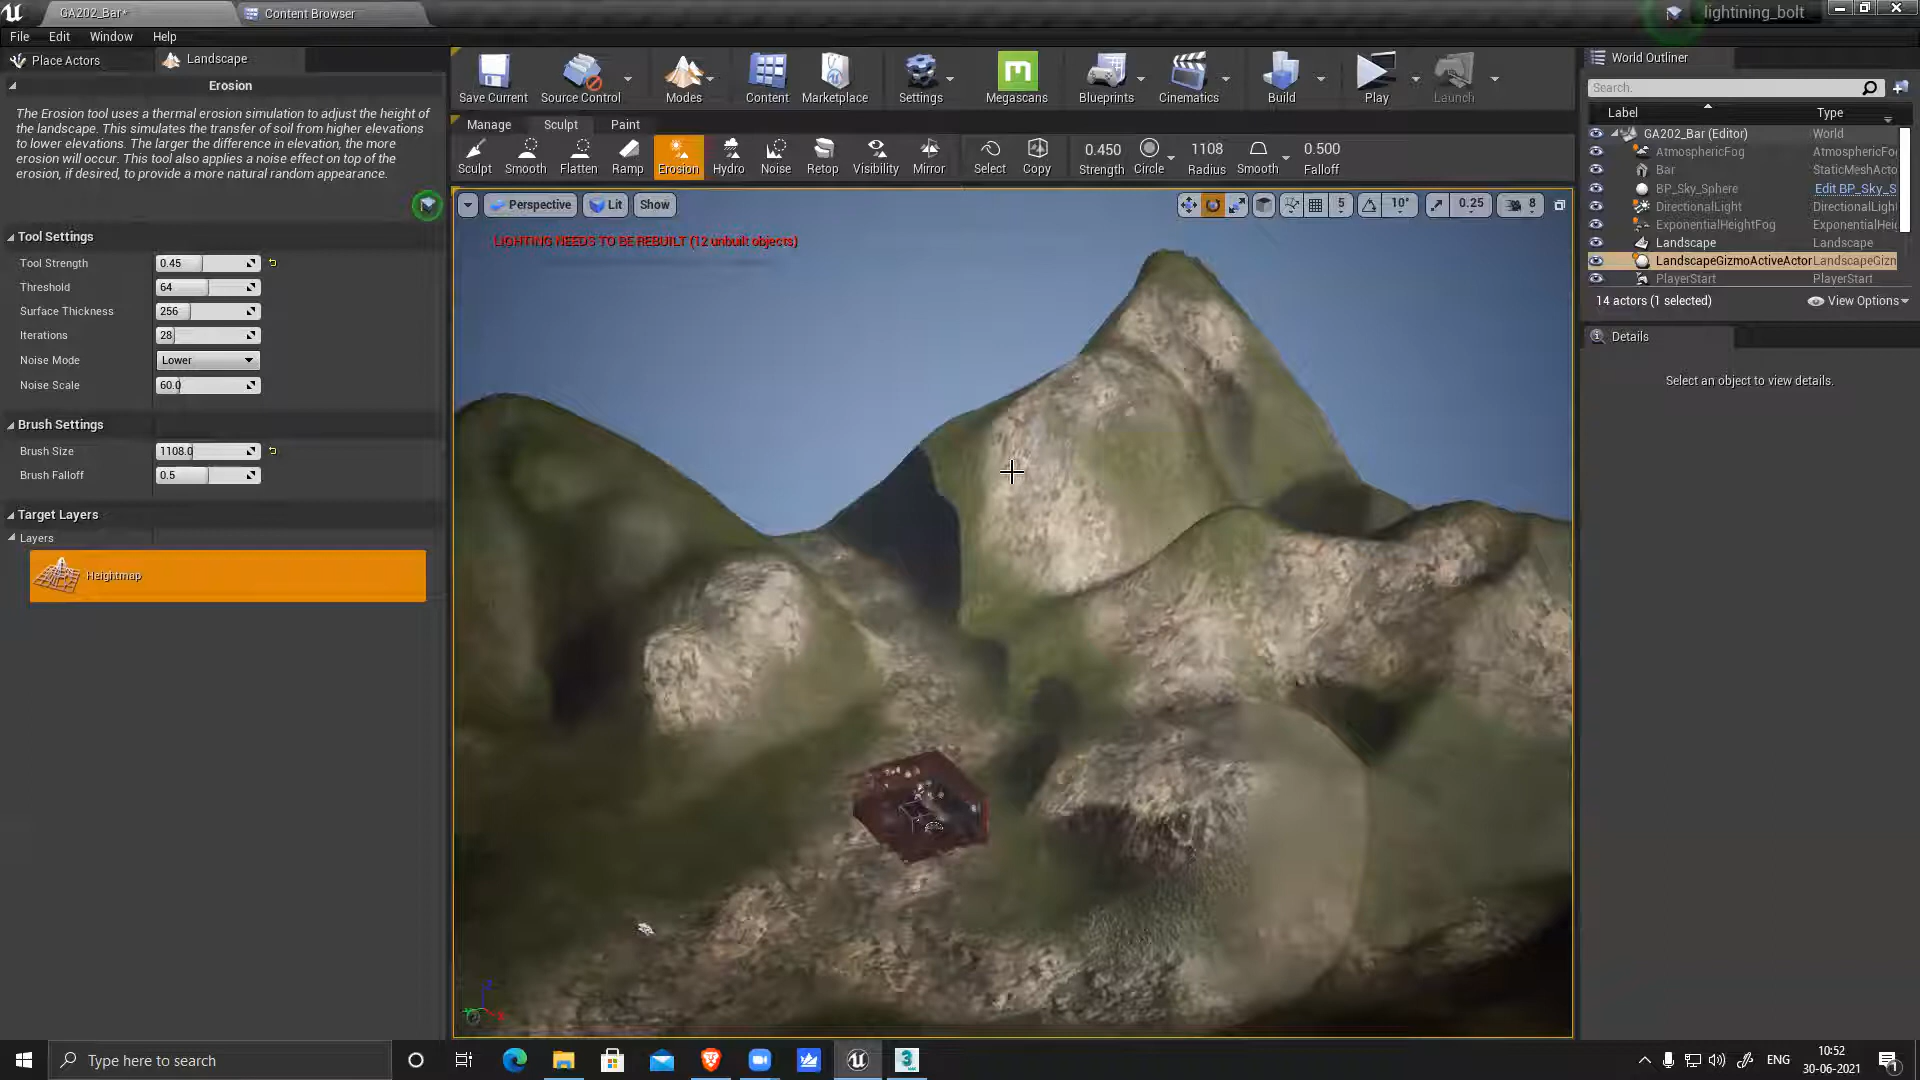 GA202_Bar*
Content Browser
lightining_bolt
File Edit Window Help
Place Actors
Landscape
Erosion
The Erosion tool uses a thermal erosion simulation to adjust the height of
the landscape. This simulates the transfer of soil from higher elevations
to lower elevations. The larger the difference in elevation, the more
erosion will occur. This tool also applies a noise effect on top of the
erosion, if desired, to provide a more natural random appearance.
Tool Settings
Tool Strength 0.45
Threshold 64
Surface Thickness 256
Iterations 28
Noise Mode Lower
Noise Scale 60.0
Brush Settings
Brush Size 1108.0
Brush Falloff 0.5
Target Layers
Layers
Heightmap
Save Current Source Control Modes Content Marketplace Settings Megascans Blueprints Cinematics Build Play Launch
Manage Sculpt Paint
Sculpt Smooth Flatten Ramp Erosion Hydro Noise Retop Visibility Mirror Select Copy
0.450 1108 0.500
Strength Circle Radius Smooth Falloff
Perspective Lit Show
5 10° 0.25 8
LIGHTING NEEDS TO BE REBUILT (12 unbuilt objects)
World Outliner
Search.
Label Type
GA202_Bar (Editor) World
AtmosphericFog AtmosphericFo
Bar StaticMeshActo
BP_Sky_Sphere Edit BP_Sky_S
DirectionalLight DirectionalLight
ExponentialHeightFog ExponentialHei
Landscape Landscape
LandscapeGizmoActiveActor LandscapeGizn
PlayerStart PlayerStart
14 actors (1 selected)
View Options
Details
Select an object to view details.
Type here to search
ENG
10:52
30-06-2021